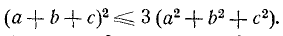 (a + b + c)² ⩽ 3 (a² + b² + c²).